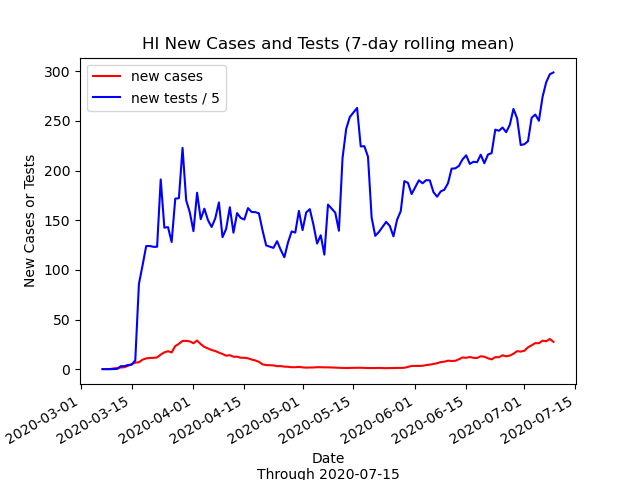 HI New Cases and Tests (7-day rolling mean)
new cases
new tests / 5
New Cases or Tests
300
250
200
150
100
50
0
2020-03-01
2020-03-15
2020-04-01
2020-04-15
2020-05-01
2020-05-15
2020-06-01
2020-06-15
2020-07-01
2020-07-15
Date
Through 2020-07-15